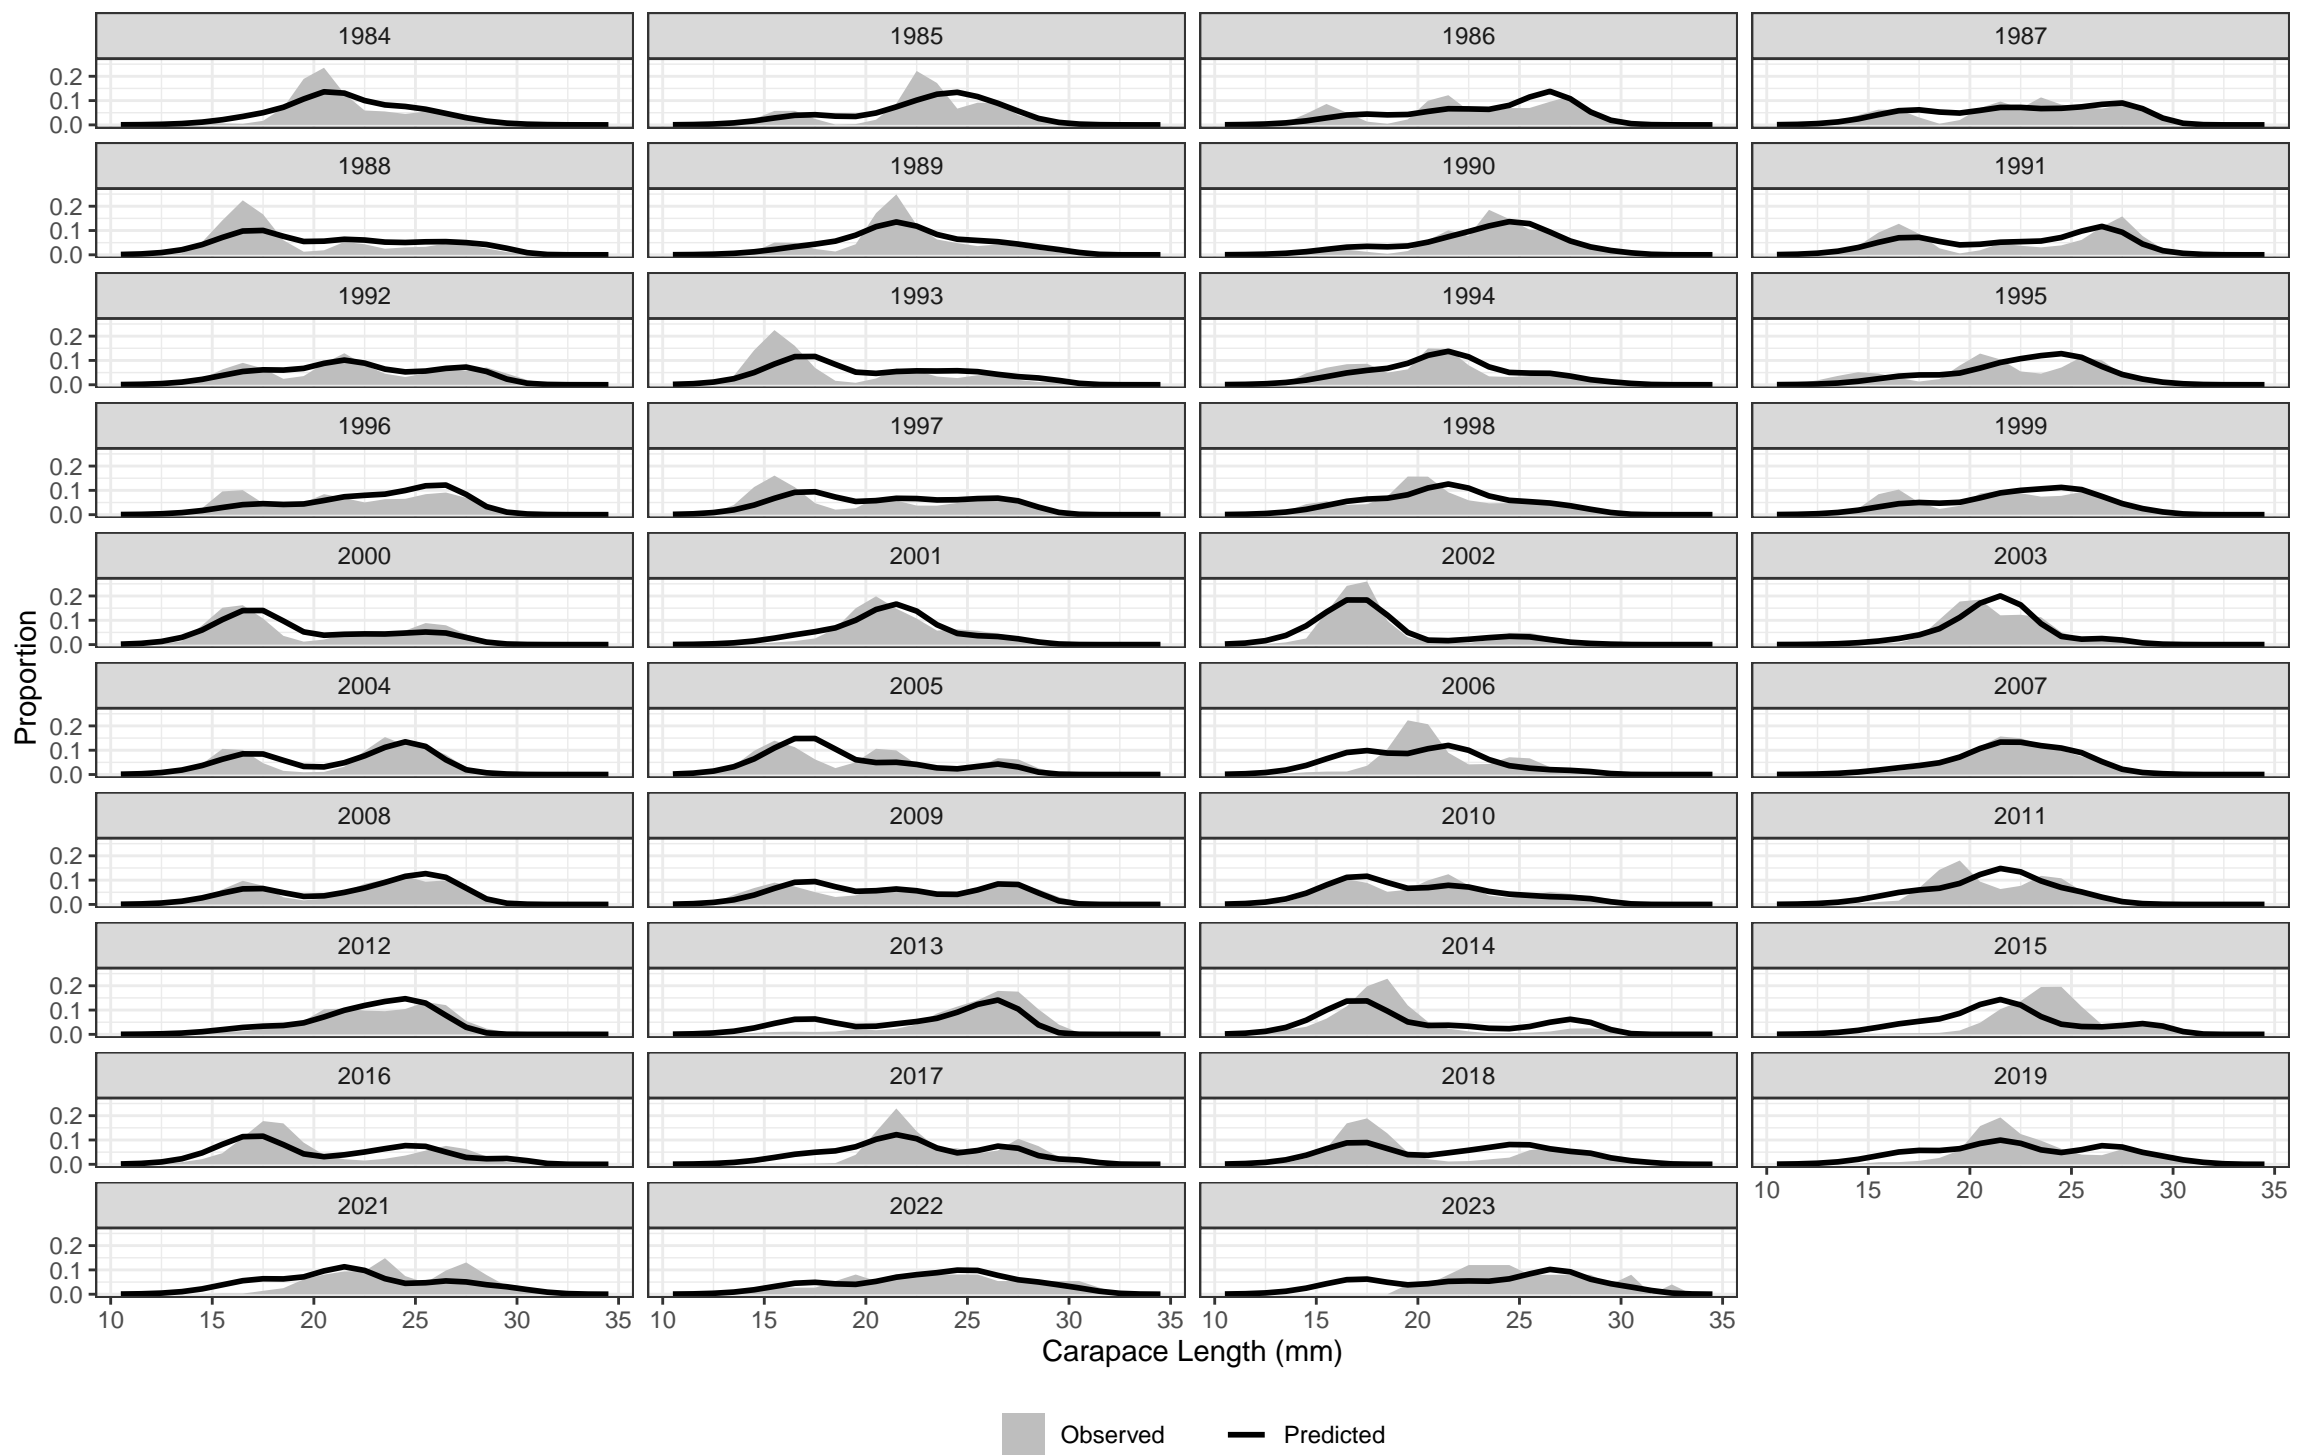 1984 1985 1986 1987
0.2
0.1
0.0
1988 1989 1990 1991
0.2
0.1
0.0
1992 1993 1994 1995
0.2
0.1
0.0
1996 1997 1998 1999
0.2
0.1
0.0
2000 2001 2002 2003
0.2
0.1
0.0
Proportion
2004 2005 2006 2007
0.2
0.1
0.0
2008 2009 2010 2011
0.2
0.1
0.0
2012 2013 2014 2015
0.2
0.1
0.0
2016 2017 2018 2019
0.2
0.1
0.0
10 15 20 25 30 35
2021 2022 2023
0.2
0.1
0.0
10 15 20 25 30 35 10 15 20 25 30 35 10 15 20 25 30 35
Carapace Length (mm)
Observed Predicted